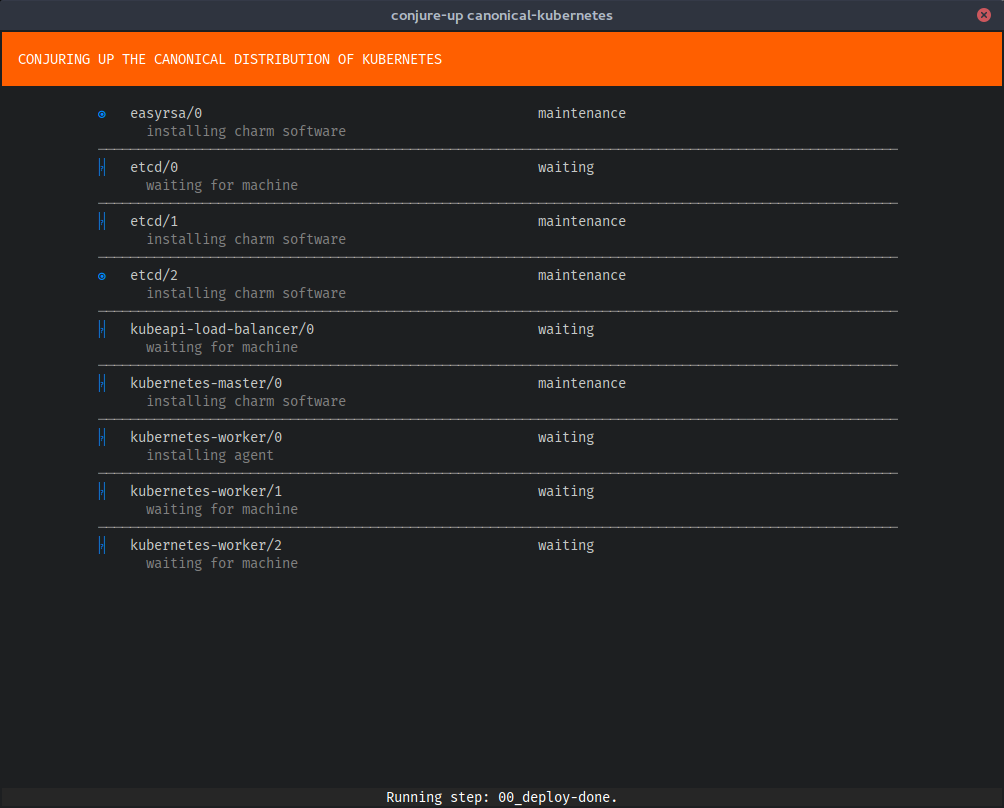 conjure-up canonical-kubernetes
CONJURING UP THE CANONICAL DISTRIBUTION OF KUBERNETES
easyrsa/0 maintenance
installing charm software
etcd/0 waiting
waiting for machine
etcd/1 maintenance
installing charm software
etcd/2 maintenance
installing charm software
kubeapi-load-balancer/0 waiting
waiting for machine
kubernetes-master/0 maintenance
installing charm software
kubernetes-worker/0 waiting
installing agent
kubernetes-worker/1 waiting
waiting for machine
kubernetes-worker/2 waiting
waiting for machine
Running step: 00_deploy-done.